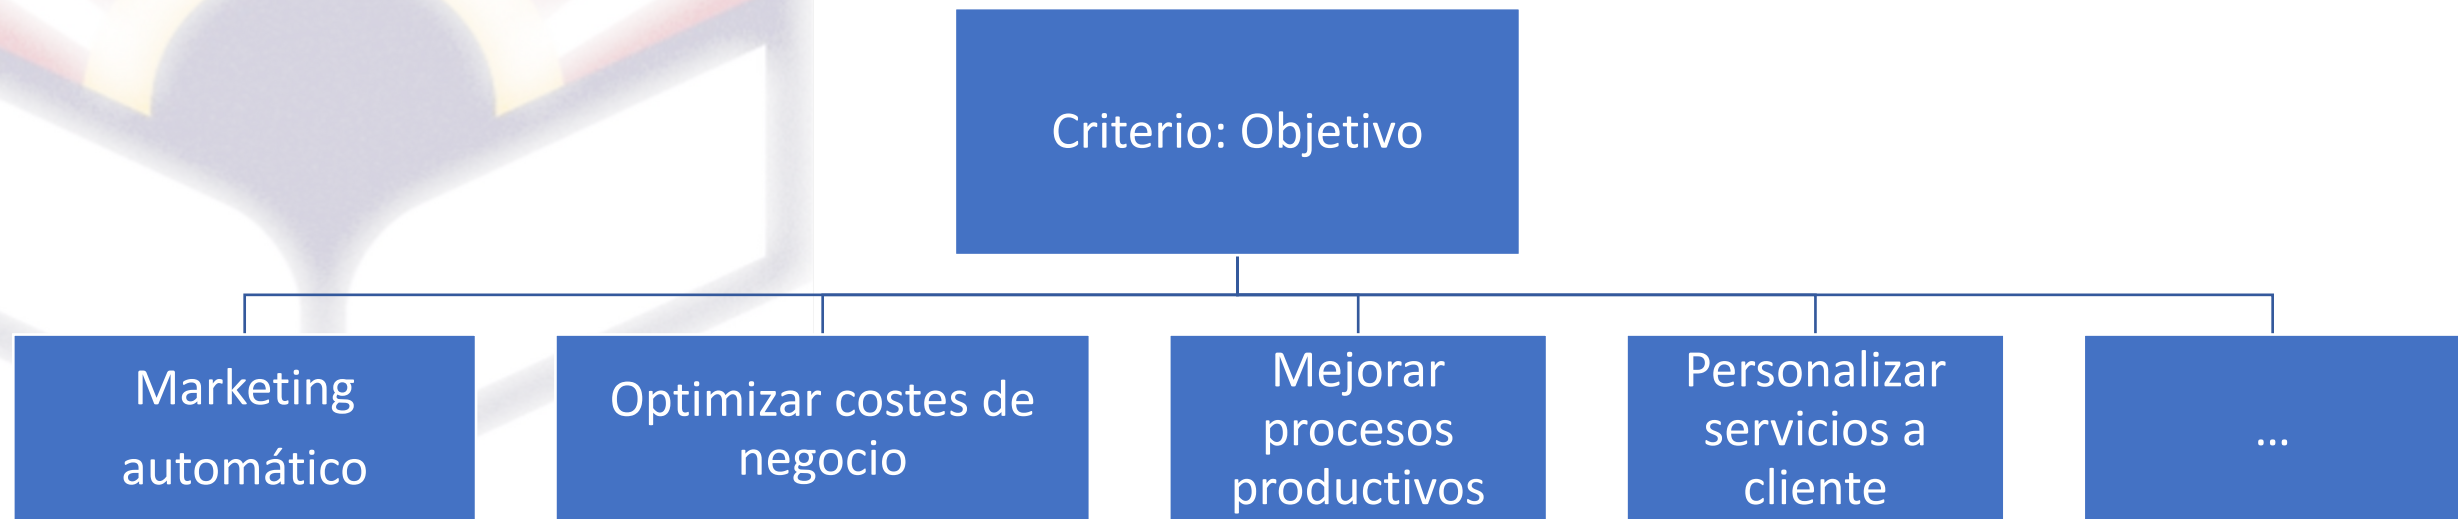 Criterio: Objetivo
Marketing
automático
Optimizar costes de
negocio
Mejorar
procesos
productivos
Personalizar
servicios a
cliente
...